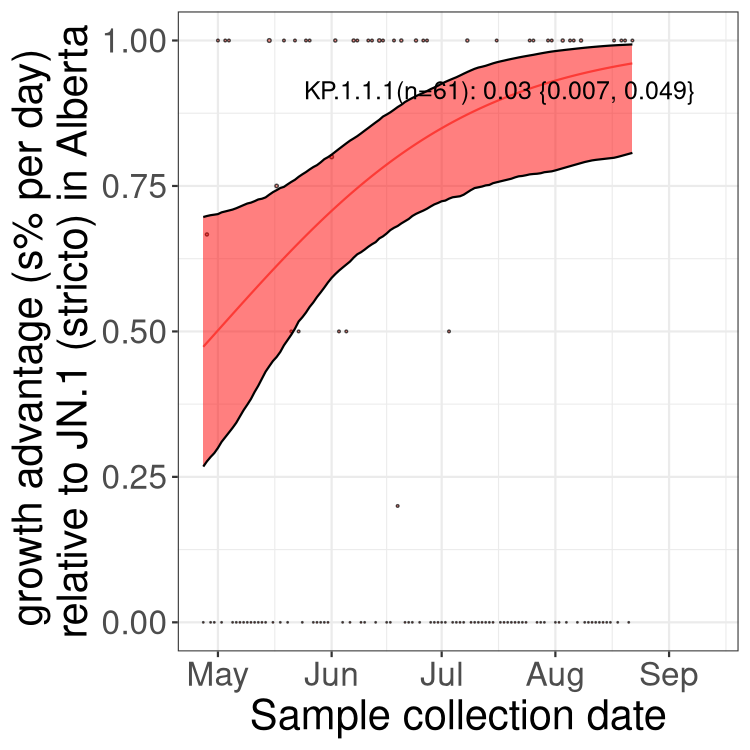 growth advantage (s% per day)
relative to JN.1 (stricto) in Alberta
1.00
0.75
0.50
0.25
0.00
KP.1.1.1(n=61): 0.03 {0.007, 0.049}
May Jun Jul Aug Sep
Sample collection date